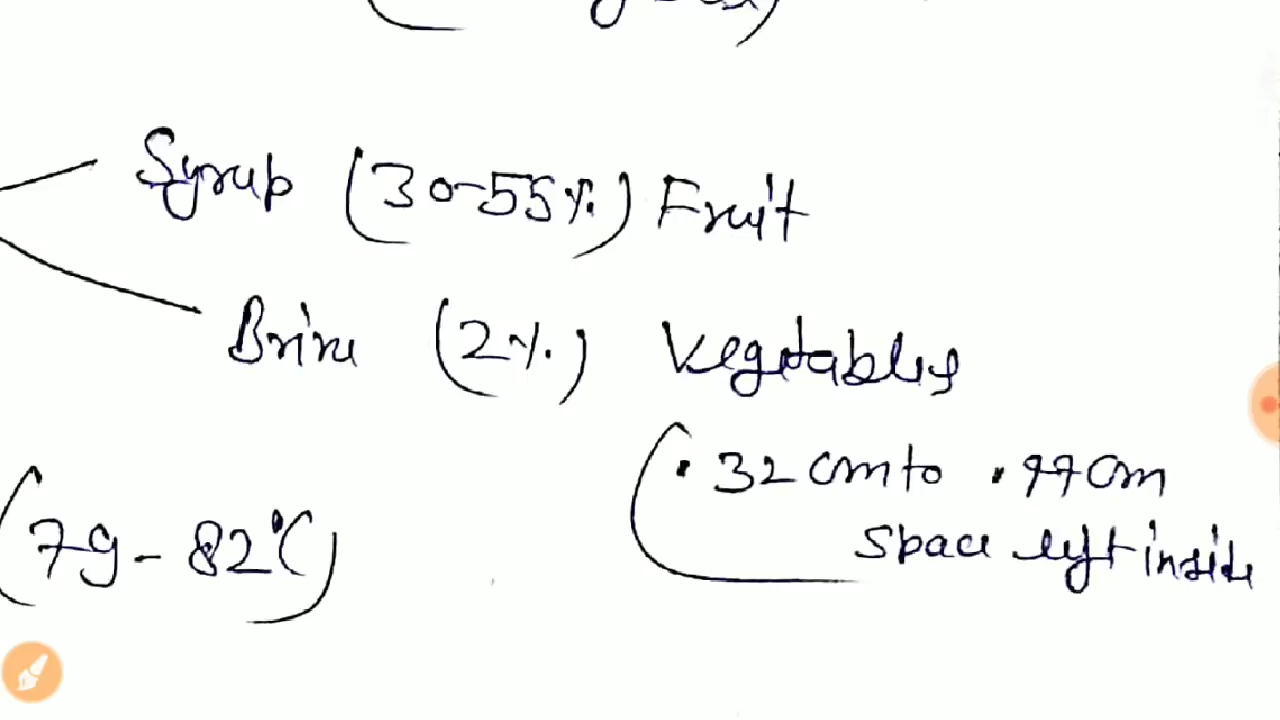 Syrup (30-55%) Fruit
Brine (2%) Vegetables
(.32 cm to .47 cm
space left inside
(79-82°C)